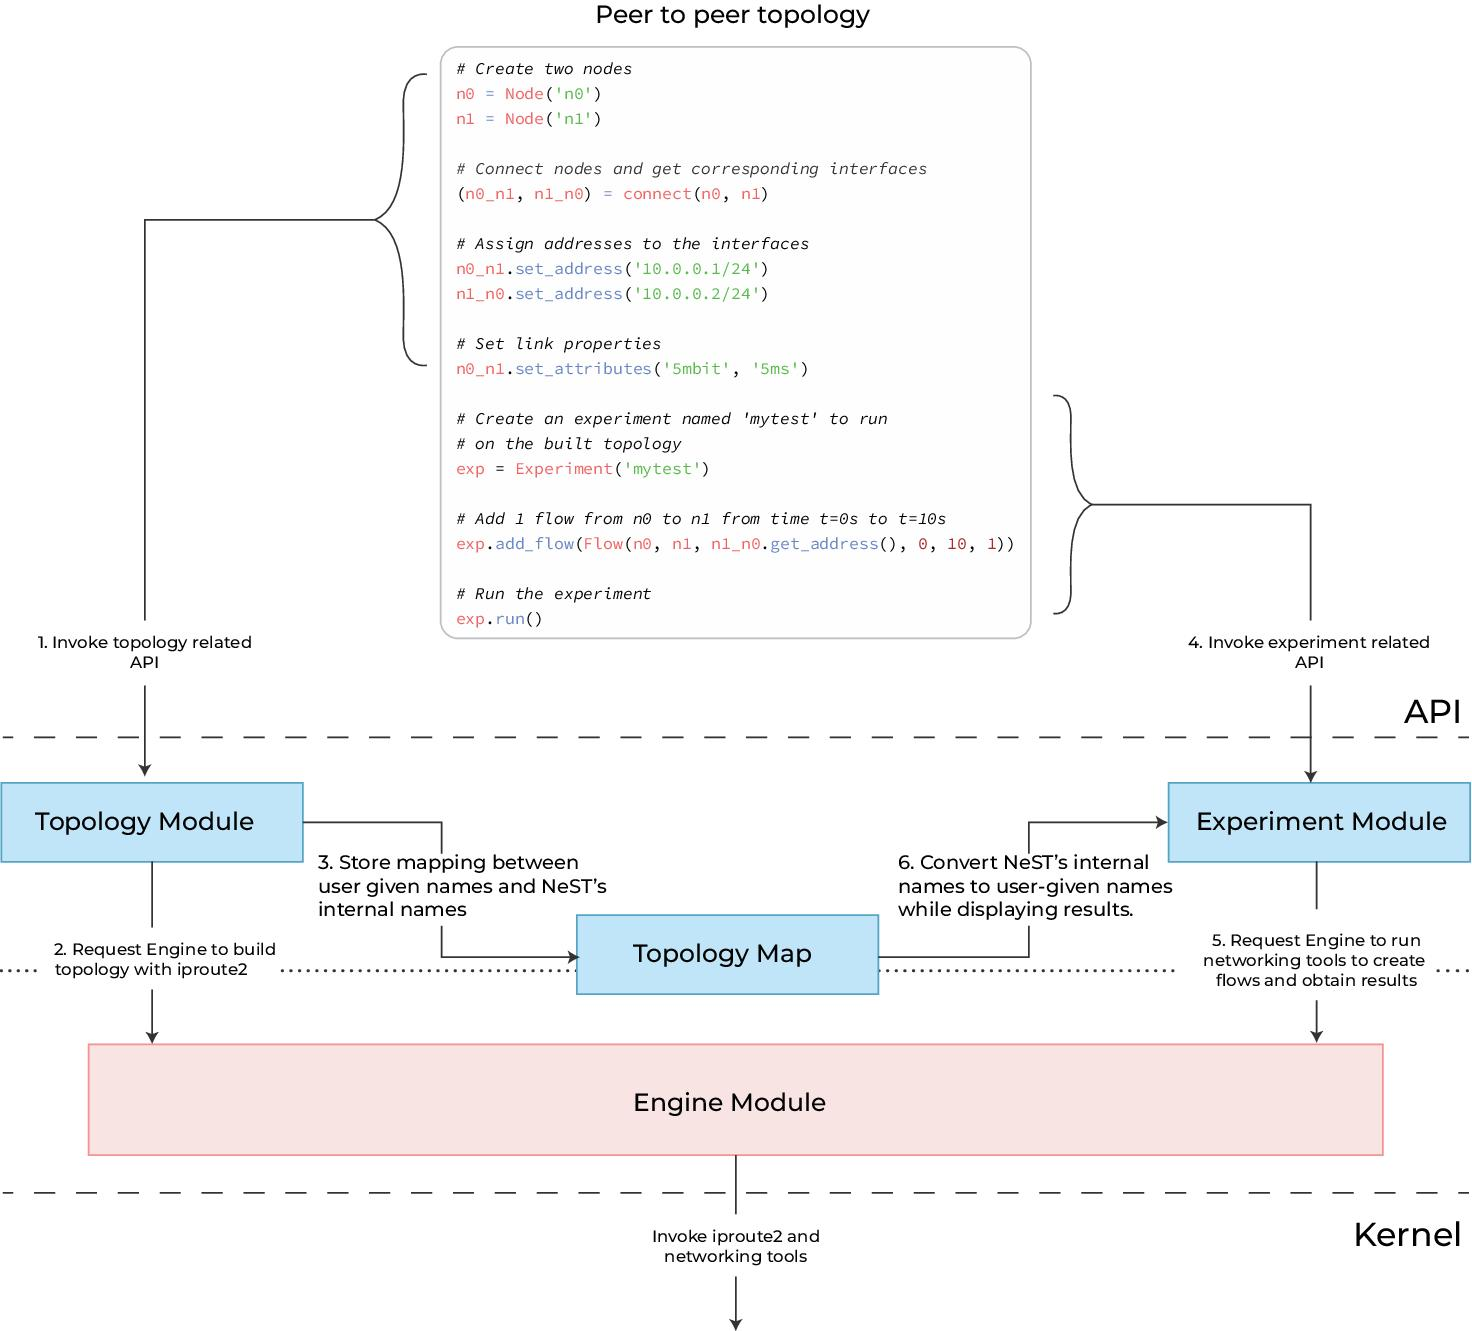 Peer to peer topology
# Create two nodes
n0 = Node('n0')
n1 = Node('n1')
# Connect nodes and get corresponding interfaces
(n0_n1, n1_n0) = connect(n0, n1)
# Assign addresses to the interfaces
n0_n1.set_address('10.0.0.1/24')
n1_n0.set_address('10.0.0.2/24')
# Set link properties
n0_n1.set_attributes('5mbit', '5ms')
# Create an experiment named 'mytest' to run
# on the built topology
exp = Experiment('mytest')
# Add 1 flow from n0 to n1 from time t=0s to t=10s
exp.add_flow(Flow(n0, n1, n1_n0.get_address(), 0, 10, 1))
# Run the experiment
exp.run()
1. Invoke topology related
API
4. Invoke experiment related
API
API
Topology Module
Experiment Module
3. Store mapping between
user given names and NeST's
internal names
6. Convert NeST's internal
names to user-given names
while displaying results.
Topology Map
2. Request Engine to build
topology with iproute2
5. Request Engine to run
networking tools to create
flows and obtain results
Engine Module
Kernel
Invoke iproute2 and
networking tools